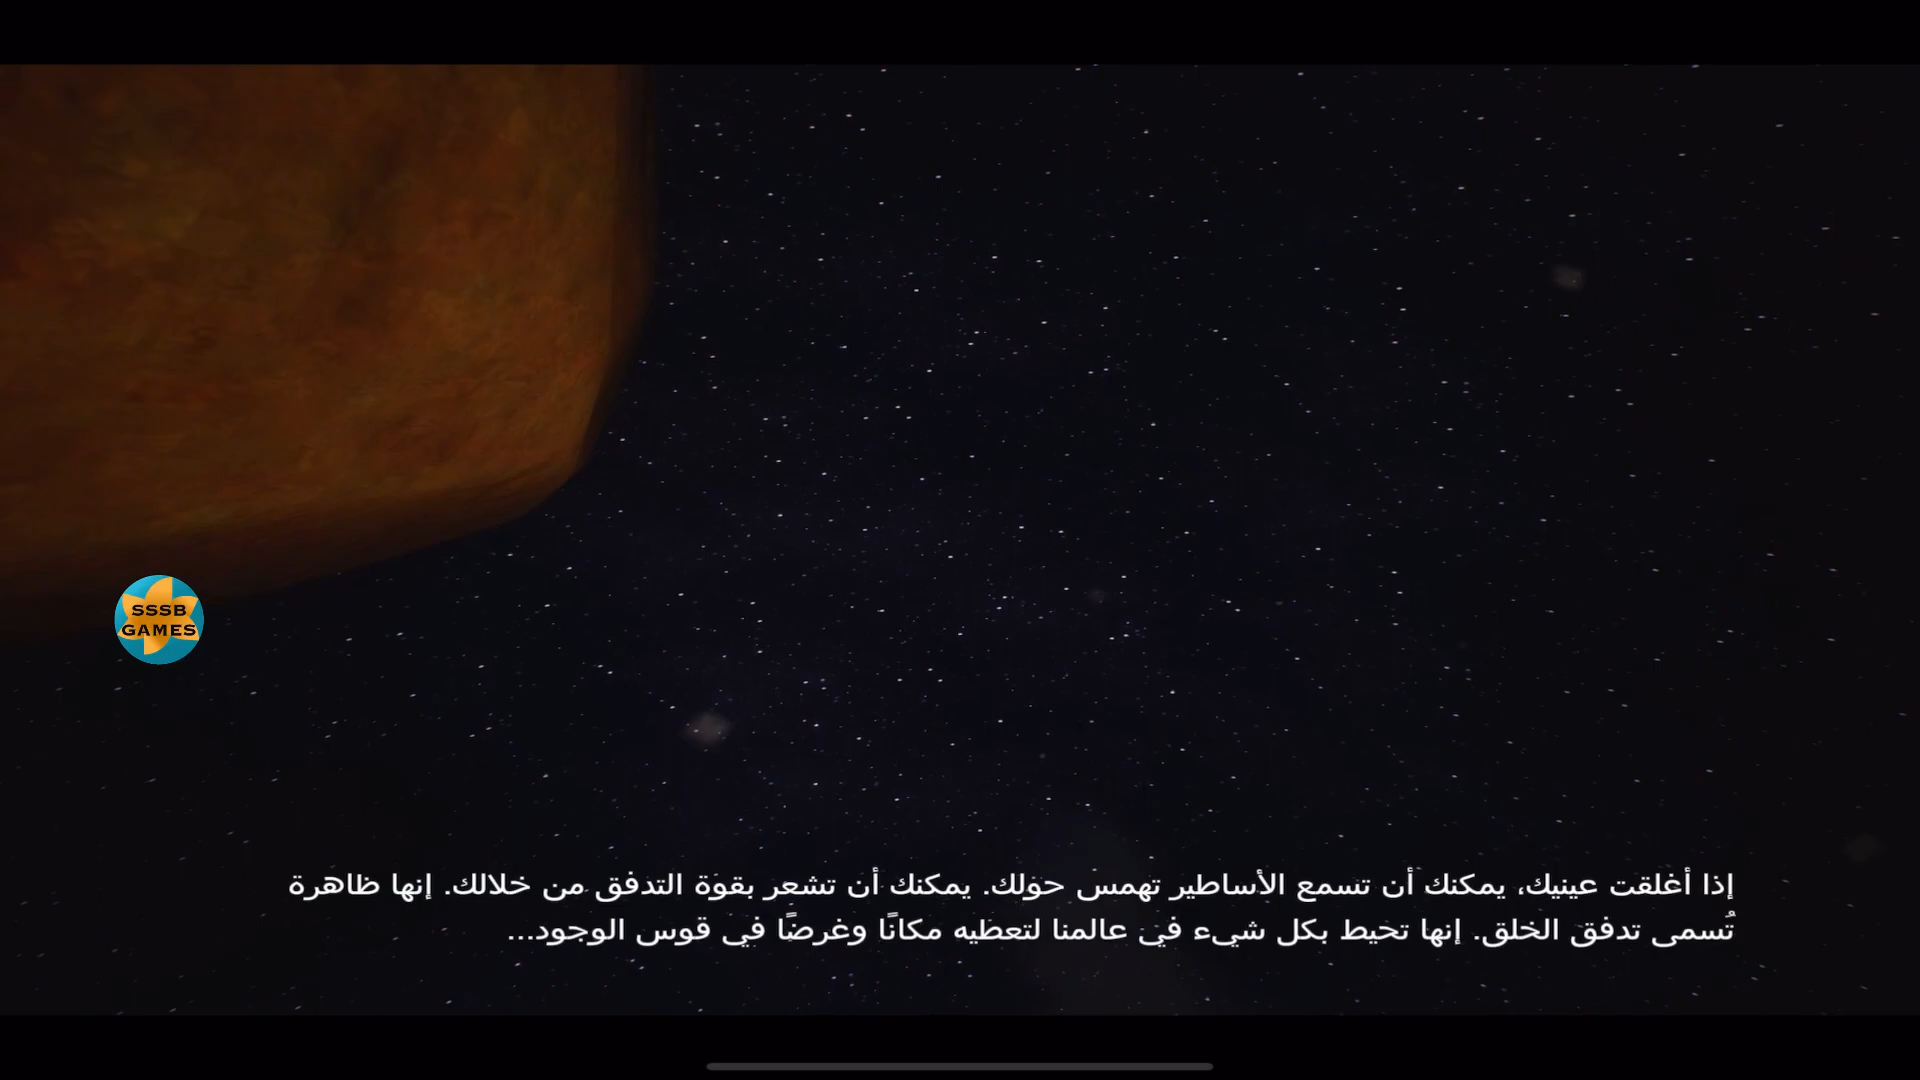 SSSB
GAMES
إذا أغلقت عينيك، يمكنك أن تسمع الأساطير تهمس حولك. يمكنك أن تشعر بقوة التدفق من خلالك. إنها ظاهرة
تُسمى تدفق الخلق. إنها تحيط بكل شيء في عالمنا لتعطيه مكانًا وغرضًا في قوس الوجود...